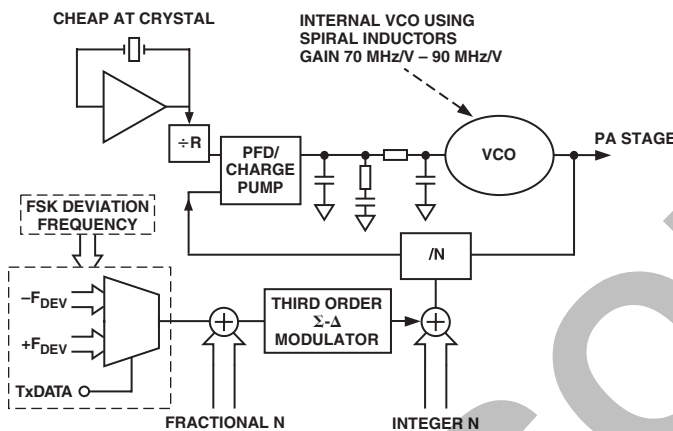 CHEAP AT CRYSTAL
INTERNAL VCO USING
SPIRAL INDUCTORS
GAIN 70 MHz/V – 90 MHz/V
÷R
PFD/
CHARGE
PUMP
VCO
PA STAGE
FSK DEVIATION
FREQUENCY
/N
–FDEV
+FDEV
TxDATA
THIRD ORDER
Σ-Δ
MODULATOR
FRACTIONAL N
INTEGER N